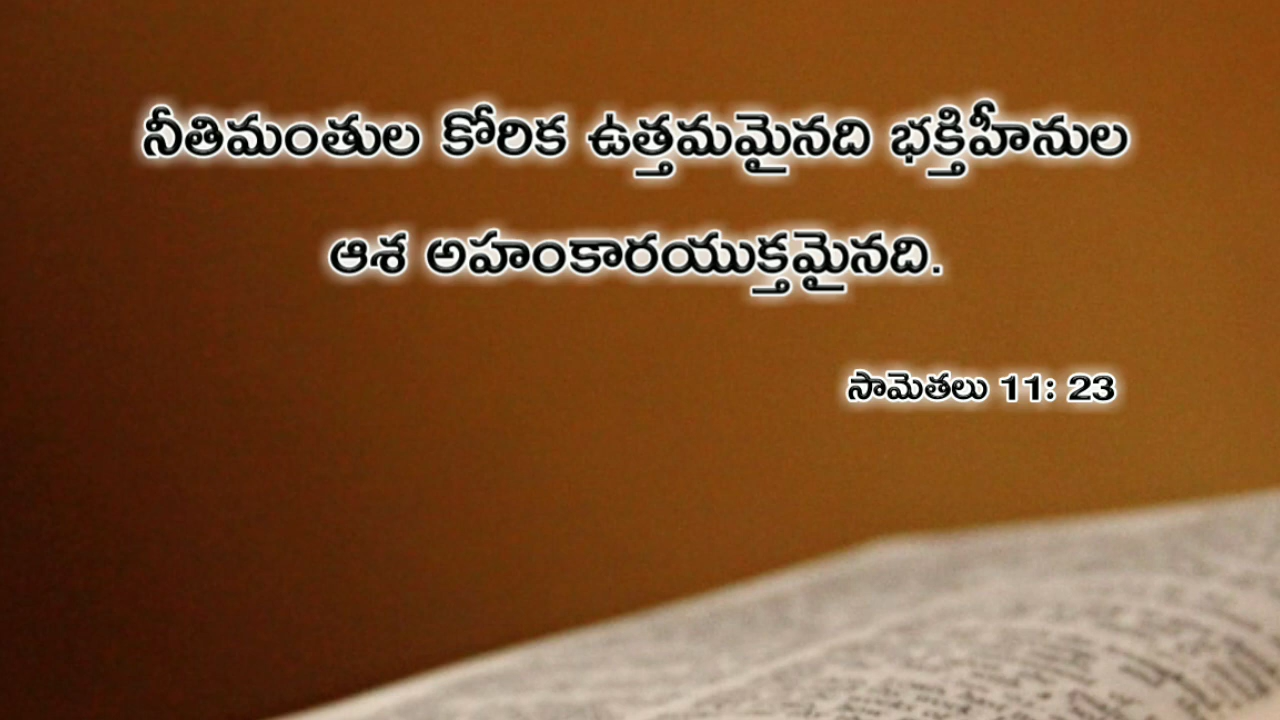 నీతిమంతుల కోరిక ఉత్తమమైనది భక్తిహీనుల
ఆశ అహంకారయుక్తమైనది.
సామెతలు 11: 23